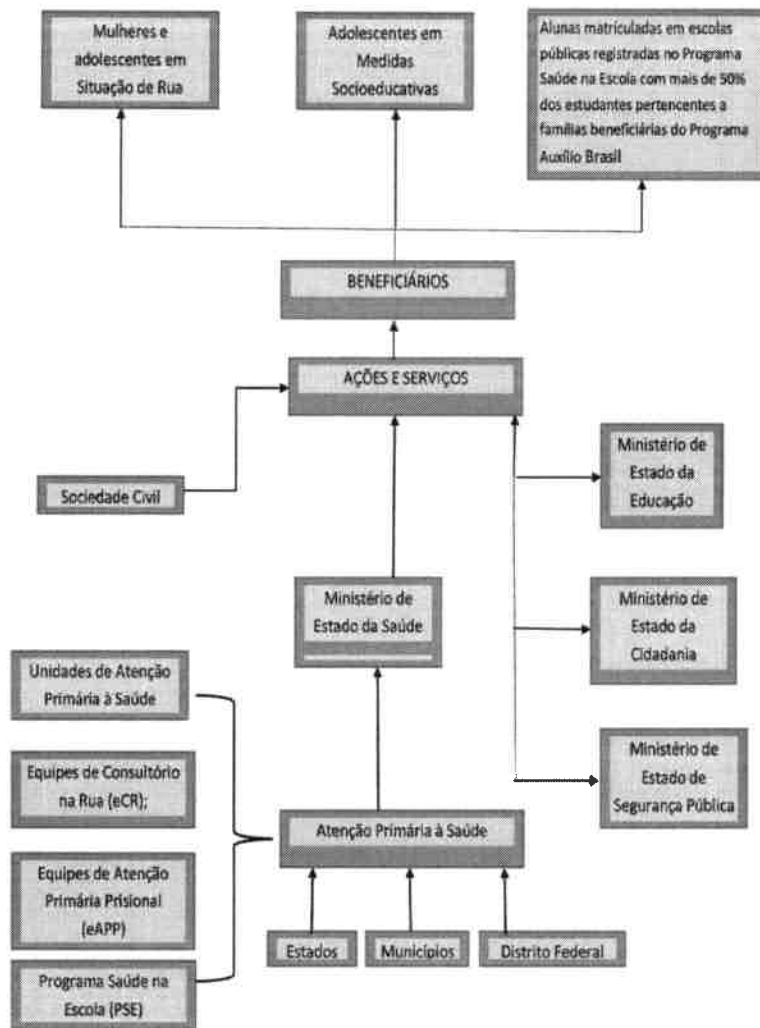 Mulheres e
adolescentes em
Situação de Rua
Adolescentes em
Medidas
Socioeducativas
Alunas matrículadas em escolas
públicas registradas no Programa
Saúde na Escola com mais de 50%
dos estudantes pertencentes a
famílias beneficiárias do Programa
Auxílio Brasil
BENEFICIÁRIOS
AÇÕES E SERVIÇOS
Sociedade Civil
Ministério de
Estado da
Educação
Ministério de
Estado da Saúde
Ministério de
Estado da
Cidadania
Unidades de Atenção
Primária à Saúde
Ministério de
Estado de
Segurança Pública
Equipes de Consultório
na Rua (eCR);
Atenção Primária à Saúde
Equipes de Atenção
Primária Prisional
(eAPP)
Estados
Municípios
Distrito Federal
Programa Saúde na
Escola (PSE)